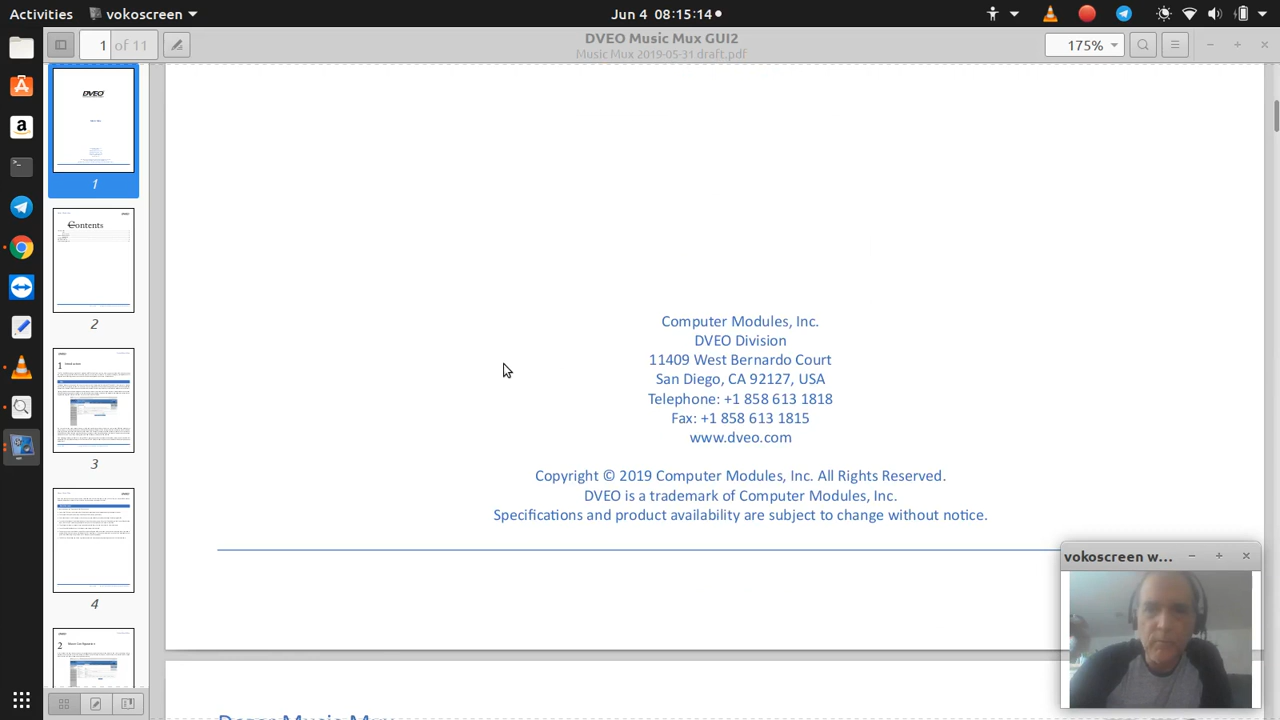 Activities
vokoscreen
Jun 4 08:15:14
1 of 11
DVEO Music Mux GUI2
Music Mux 2019-05-31 draft.pdf
175%
DVEO
1
Contents
2
1
3
4
2
Computer Modules, Inc.
DVEO Division
11409 West Bernardo Court
San Diego, CA 92127, USA
Telephone: +1 858 613 1818
Fax: +1 858 613 1815
www.dveo.com
Copyright © 2019 Computer Modules, Inc. All Rights Reserved.
DVEO is a trademark of Computer Modules, Inc.
Specifications and product availability are subject to change without notice.
vokoscreen w...